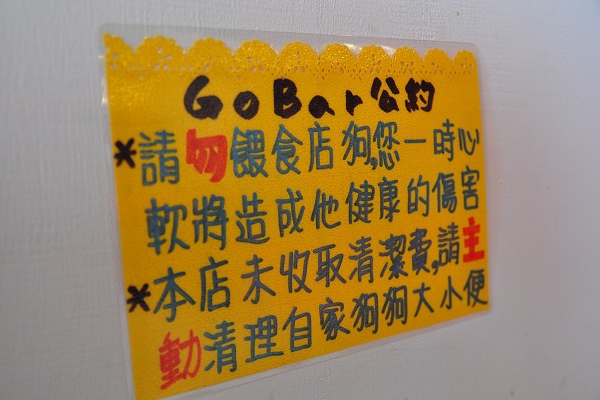 GoBar公約
*請勿餵食店狗,您一時心
軟將造成他健康的傷害
*本店未收取清潔費,請主
動清理自家狗狗大小便